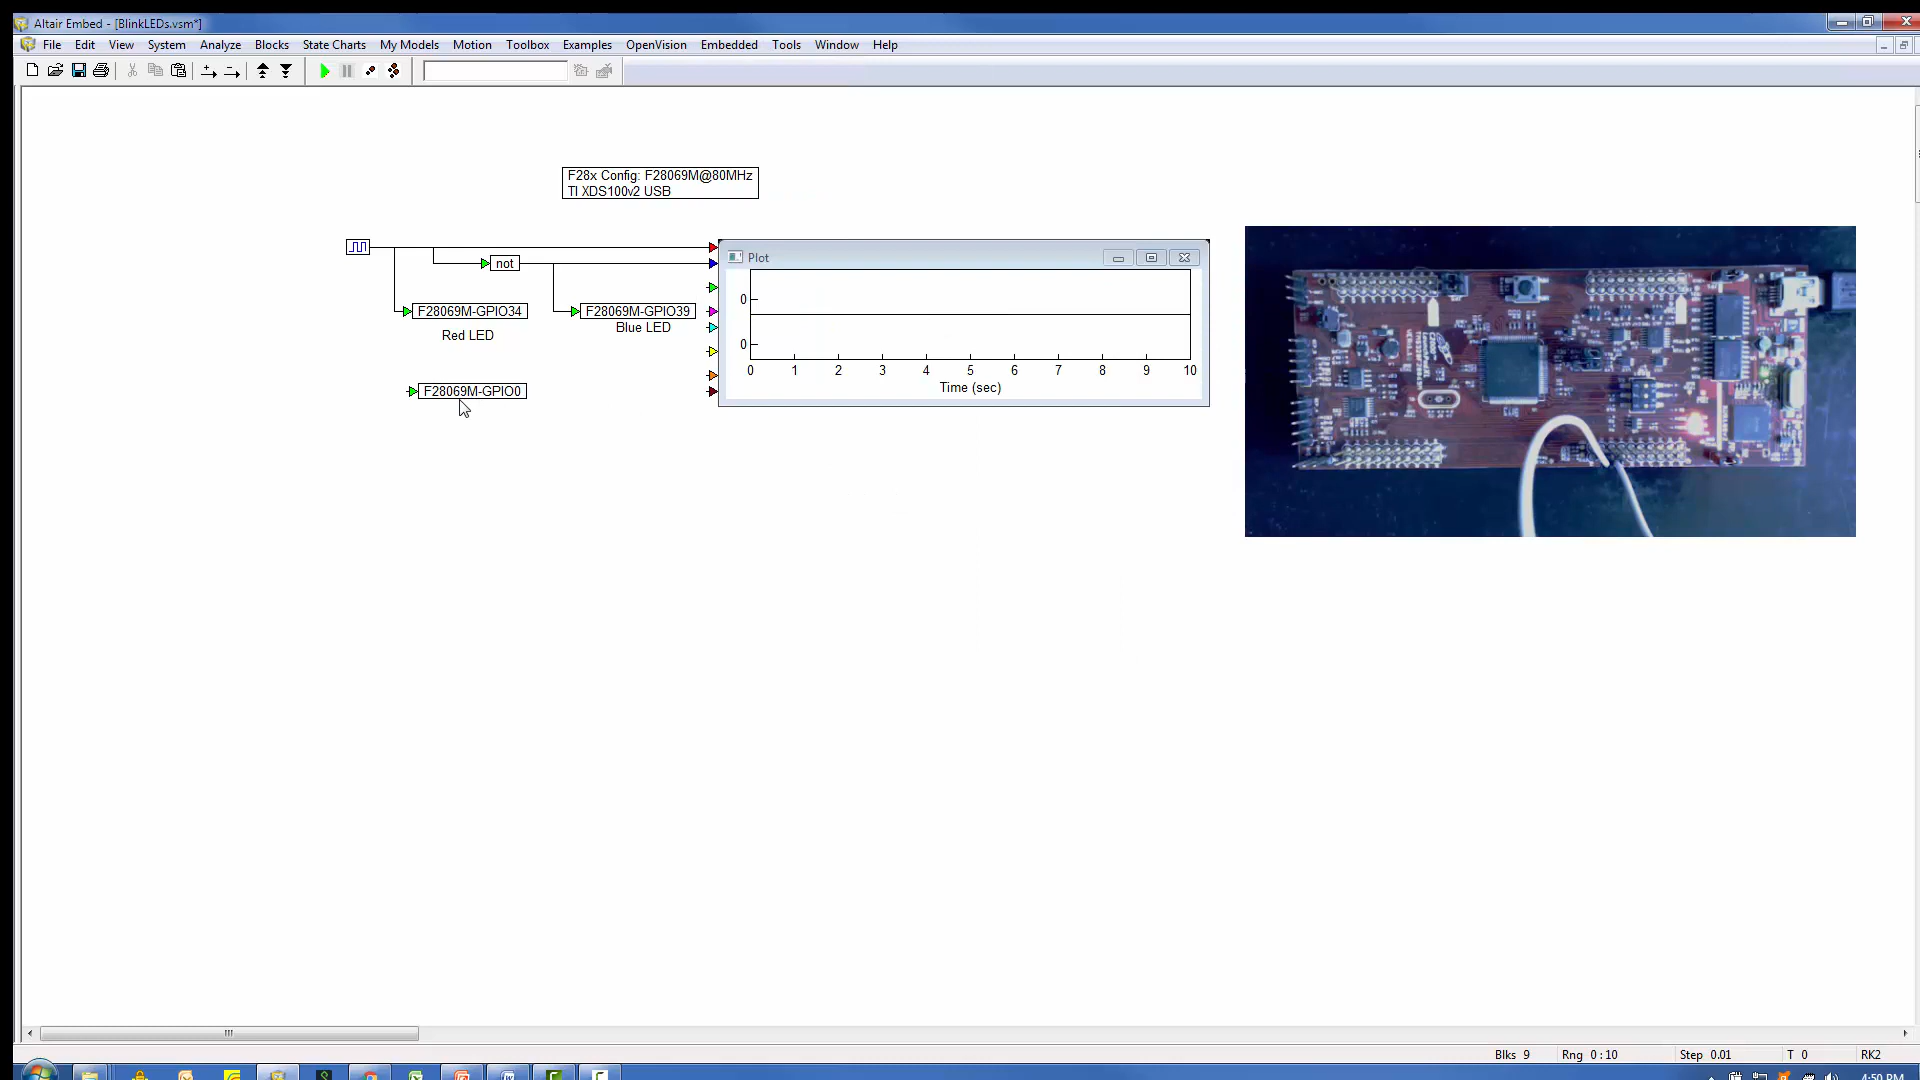 Altair Embed - [BlinkLEDs.vsm*]
File Edit View System Analyze Blocks State Charts My Models Motion Toolbox Examples OpenVision Embedded Tools Window Help
F28x Config: F28069M@80MHz
TI XDS100v2 USB
not
F28069M-GPIO34
Red LED
F28069M-GPIO39
Blue LED
F28069M-GPIO0
Plot
0
0
0 1 2 3 4 5 6 7 8 9 10
Time (sec)
Blks 9 Rng 0:10 Step 0.01 T 0 RK2
4:50 PM